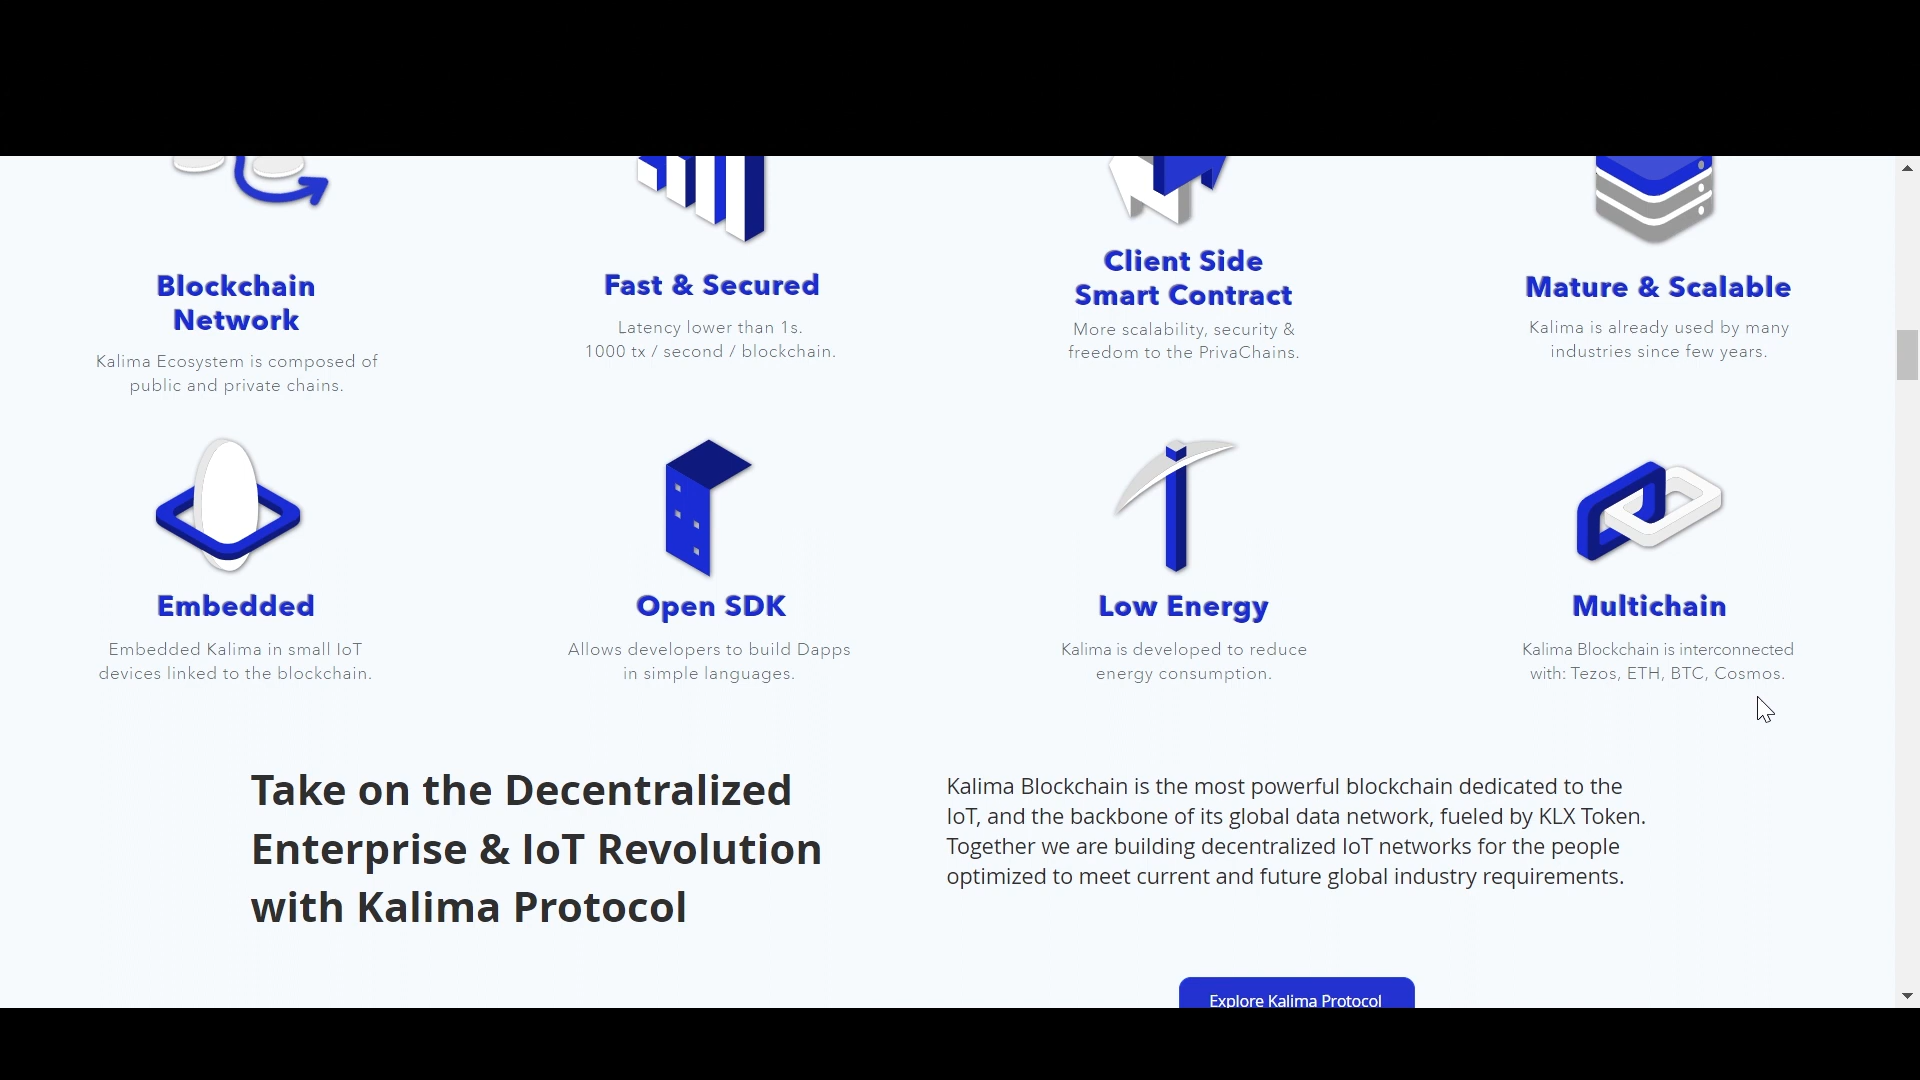 Blockchain
Network
Kalima Ecosystem is composed of
public and private chains.
Fast & Secured
Latency lower than 1s.
1000 tx / second / blockchain.
Client Side
Smart Contract
More scalability, security &
freedom to the PrivaChains.
Mature & Scalable
Kalima is already used by many
industries since few years.
Embedded
Embedded Kalima in small IoT
devices linked to the blockchain.
Open SDK
Allows developers to build Dapps
in simple languages.
Low Energy
Kalima is developed to reduce
energy consumption.
Multichain
Kalima Blockchain is interconnected
with: Tezos, ETH, BTC, Cosmos.
Take on the Decentralized
Enterprise & IoT Revolution
with Kalima Protocol
Kalima Blockchain is the most powerful blockchain dedicated to the
IoT, and the backbone of its global data network, fueled by KLX Token.
Together we are building decentralized IoT networks for the people
optimized to meet current and future global industry requirements.
Explore Kalima Protocol